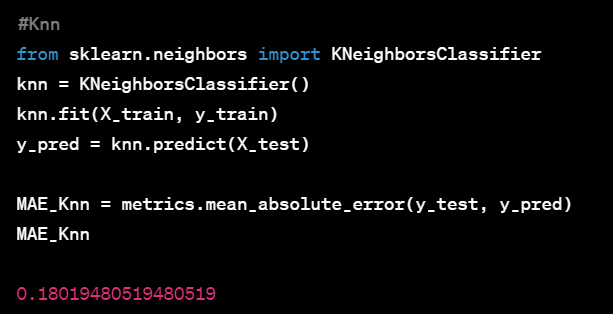 #Knn
from sklearn.neighbors import KNeighborsClassifier
knn = KNeighborsClassifier()
knn.fit(X_train, y_train)
y_pred = knn.predict(X_test)
MAE_Knn = metrics.mean_absolute_error(y_test, y_pred)
MAE_Knn
0.18019480519480519